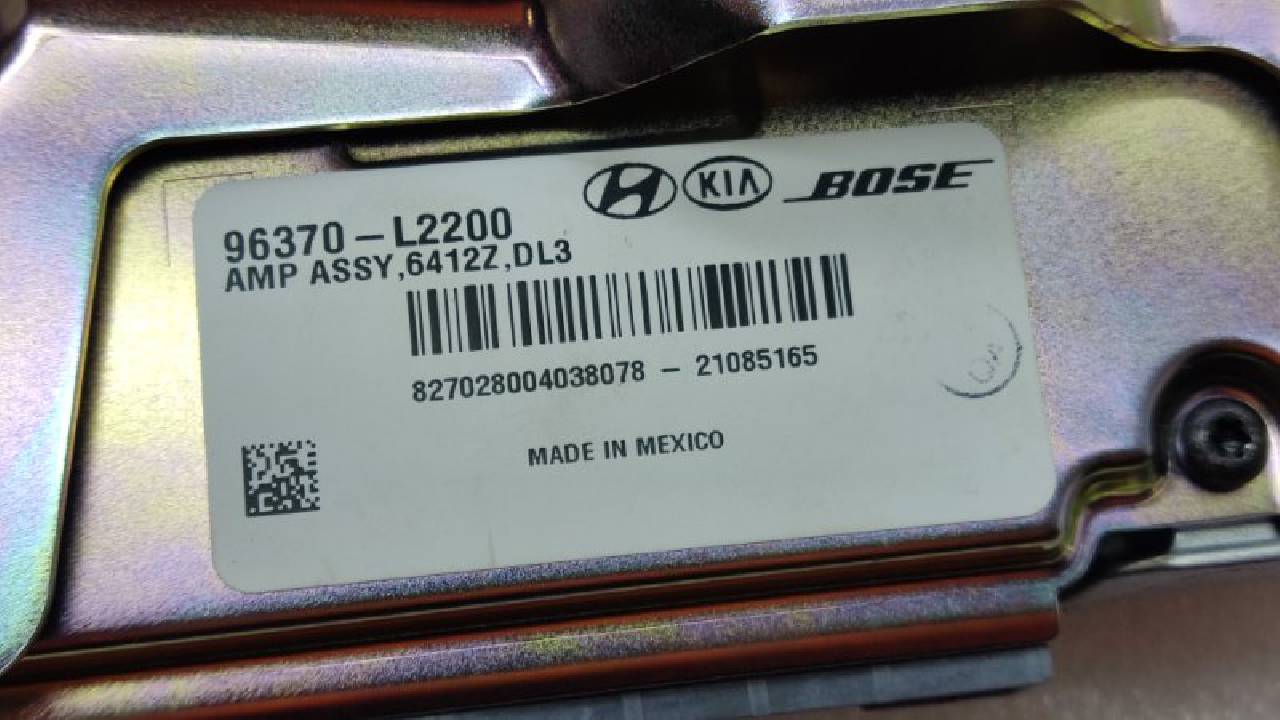 KIA BOSE
96370-L2200
AMP ASSY,6412Z,DL3
827028004038078 - 21085165
MADE IN MEXICO